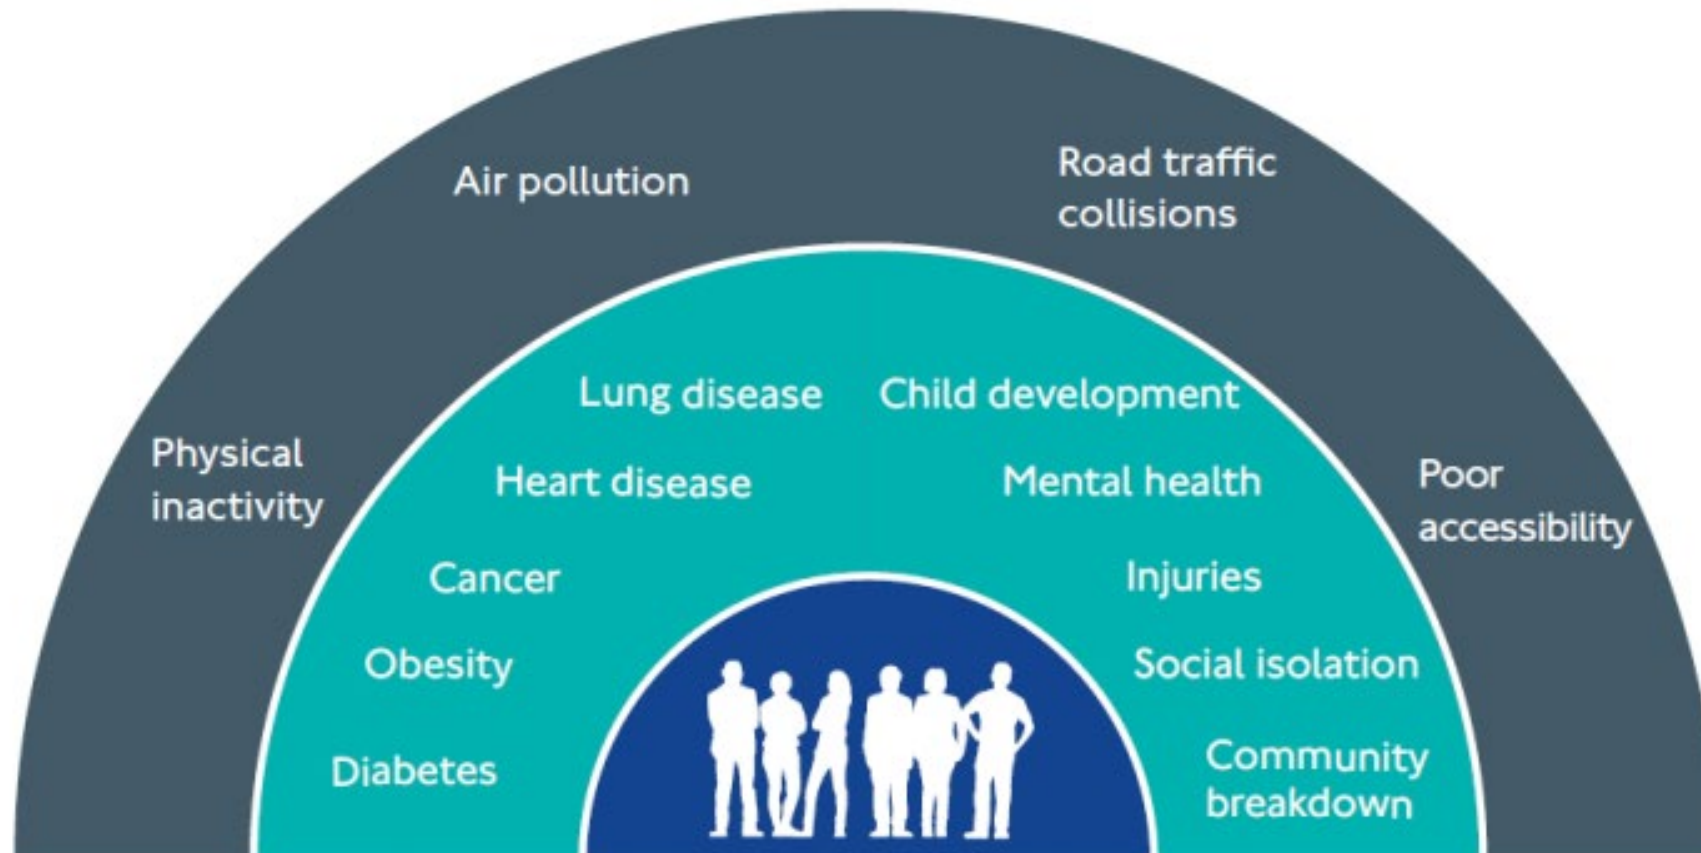 Air pollution
Road traffic
collisions
Physical
inactivity
Poor
accessibility
Lung disease
Child development
Heart disease
Mental health
Cancer
Injuries
Obesity
Social isolation
Diabetes
Community
breakdown